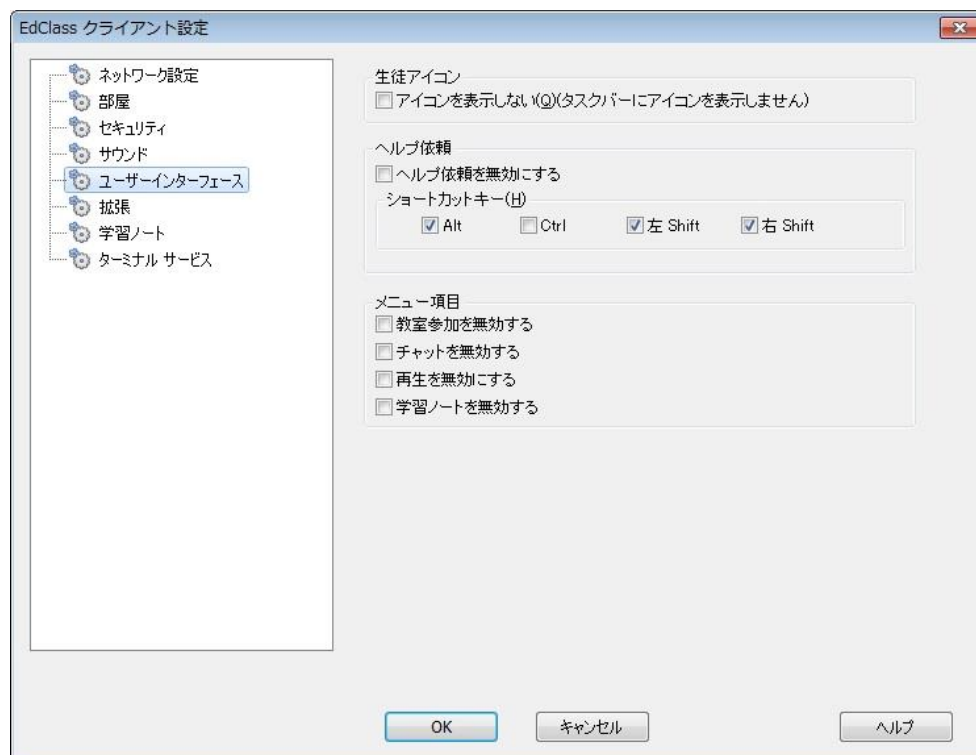 EdClass クライアント設定
ネットワーク設定
部屋
セキュリティ
サウンド
ユーザーインターフェース
拡張
学習ノート
ターミナル サービス
生徒アイコン
アイコンを表示しない(Q)(タスクバーにアイコンを表示しません)
ヘルプ依頼
ヘルプ依頼を無効にする
ショートカットキー(H)
Alt Ctrl 左 Shift 右 Shift
メニュー項目
教室参加を無効する
チャットを無効する
再生を無効にする
学習ノートを無効する
OK キャンセル ヘルプ